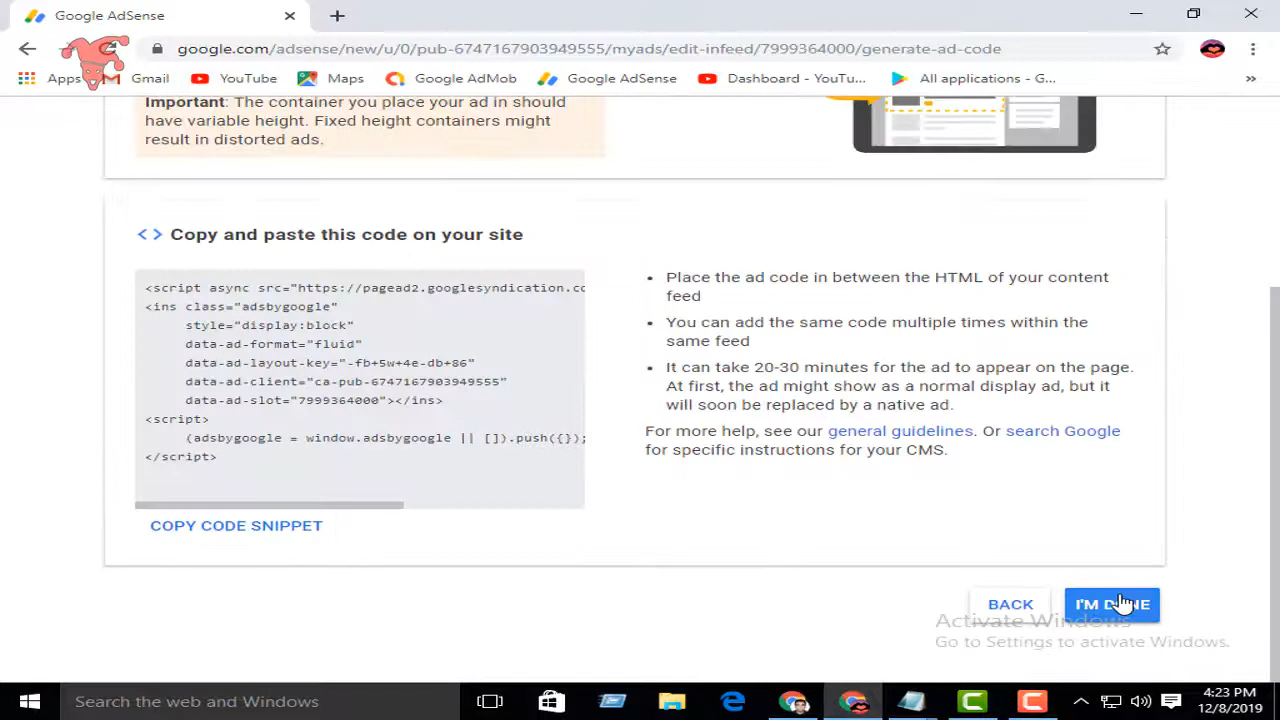 Google AdSense
google.com/adsense/new/u/0/pub-6747167903949555/myads/edit-infeed/7999364000/generate-ad-code
Apps Gmail YouTube Maps Google AdMob Google AdSense Dashboard - YouTu... All applications - G...
Important: The container you place your ad in should
have variable height. Fixed height containers might
result in distorted ads.
<> Copy and paste this code on your site
<script async src="https://pagead2.googlesyndication.co
<ins class="adsbygoogle"
style="display:block"
data-ad-format="fluid"
data-ad-layout-key="-fb+5w+4e-db+86"
data-ad-client="ca-pub-6747167903949555"
data-ad-slot="7999364000"></ins>
<script>
(adsbygoogle = window.adsbygoogle || []).push({});
</script>
COPY CODE SNIPPET
• Place the ad code in between the HTML of your content
feed
• You can add the same code multiple times within the
same feed
• It can take 20-30 minutes for the ad to appear on the page.
At first, the ad might show as a normal display ad, but it
will soon be replaced by a native ad.
For more help, see our general guidelines. Or search Google
for specific instructions for your CMS.
BACK
I'M DONE
Activate Windows
Go to Settings to activate Windows.
Search the web and Windows
4:23 PM
12/8/2019